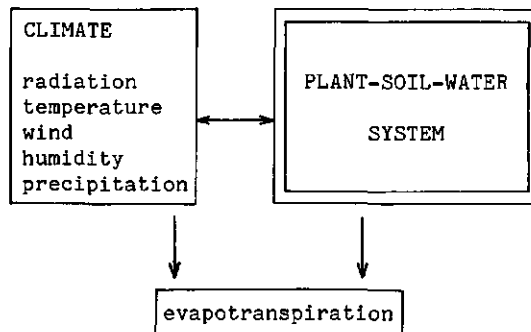 CLIMATE
radiation
temperature
wind
humidity
precipitation
PLANT-SOIL-WATER
SYSTEM
evapotranspiration